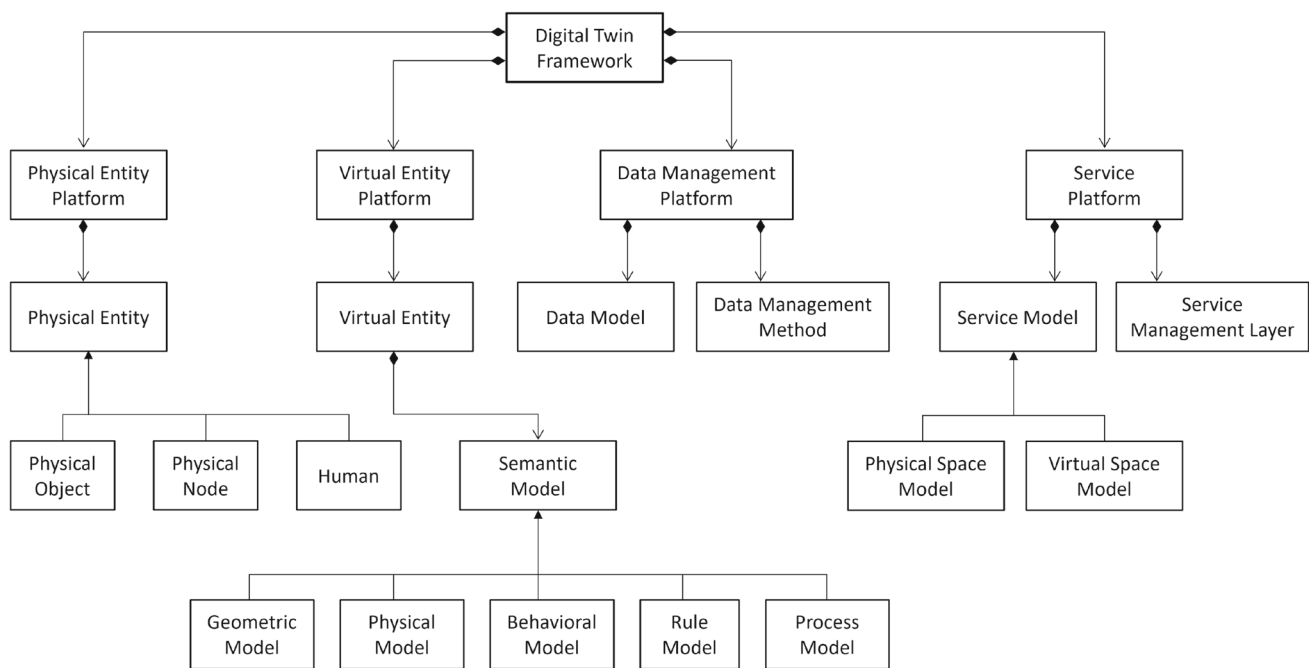 Digital Twin
Framework
Physical Entity
Platform
Virtual Entity
Platform
Data Management
Platform
Service
Platform
Physical Entity
Virtual Entity
Data Model
Data Management
Method
Service Model
Service
Management Layer
Physical
Object
Physical
Node
Human
Semantic
Model
Physical Space
Model
Virtual Space
Model
Geometric
Model
Physical
Model
Behavioral
Model
Rule
Model
Process
Model